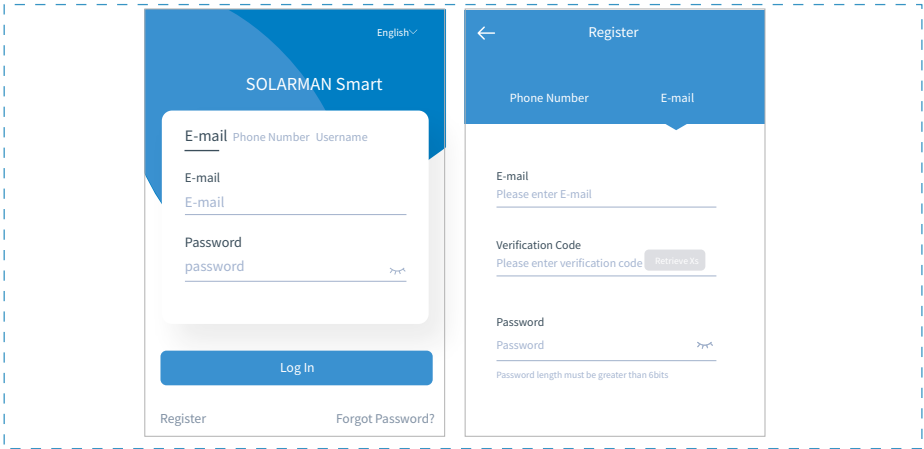 English
SOLARMAN Smart
E-mail Phone Number Username
E-mail
E-mail
Password
password
Log In
Register Forgot Password?
Register
Phone Number E-mail
E-mail
Please enter E-mail
Verification Code
Please enter verification code Retrieve Xs
Password
Password
Password length must be greater than 6bits